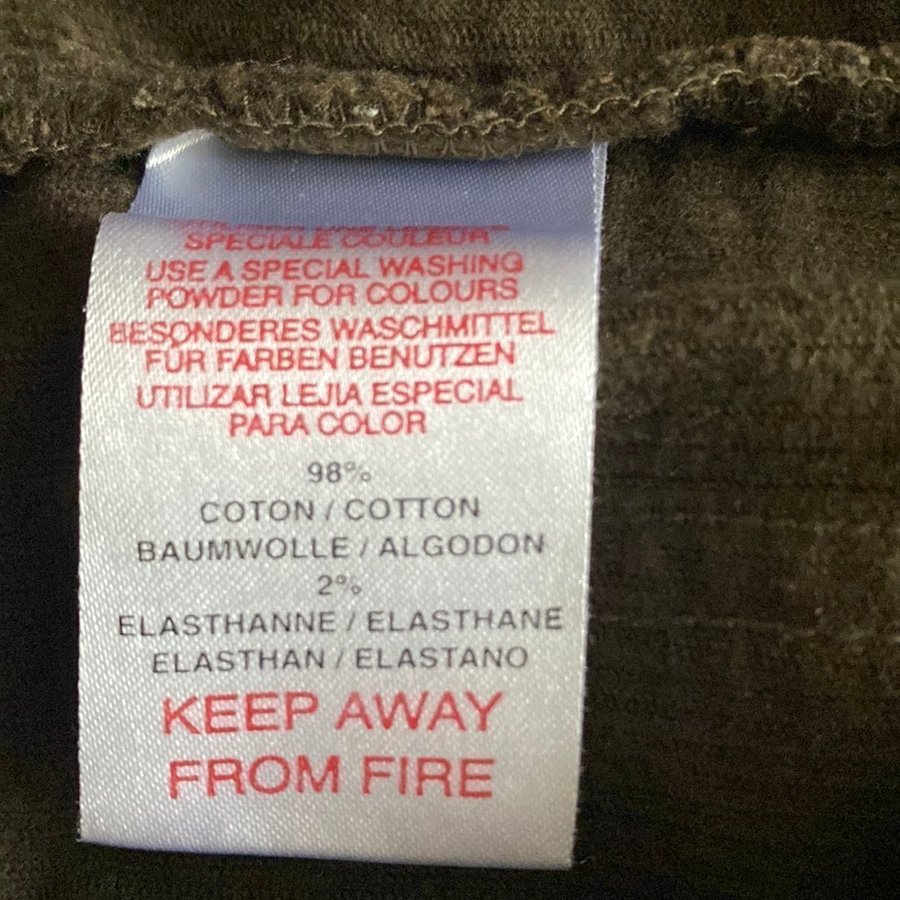 SPECIALE COULEUR
USE A SPECIAL WASHING
POWDER FOR COLOURS
BESONDERES WASCHMITTEL
FÜR FARBEN BENUTZEN
UTILIZAR LEJIA ESPECIAL
PARA COLOR
98%
COTON / COTTON
BAUMWOLLE / ALGODON
2%
ELASTHANNE / ELASTHANE
ELASTHAN / ELASTANO
KEEP AWAY
FROM FIRE